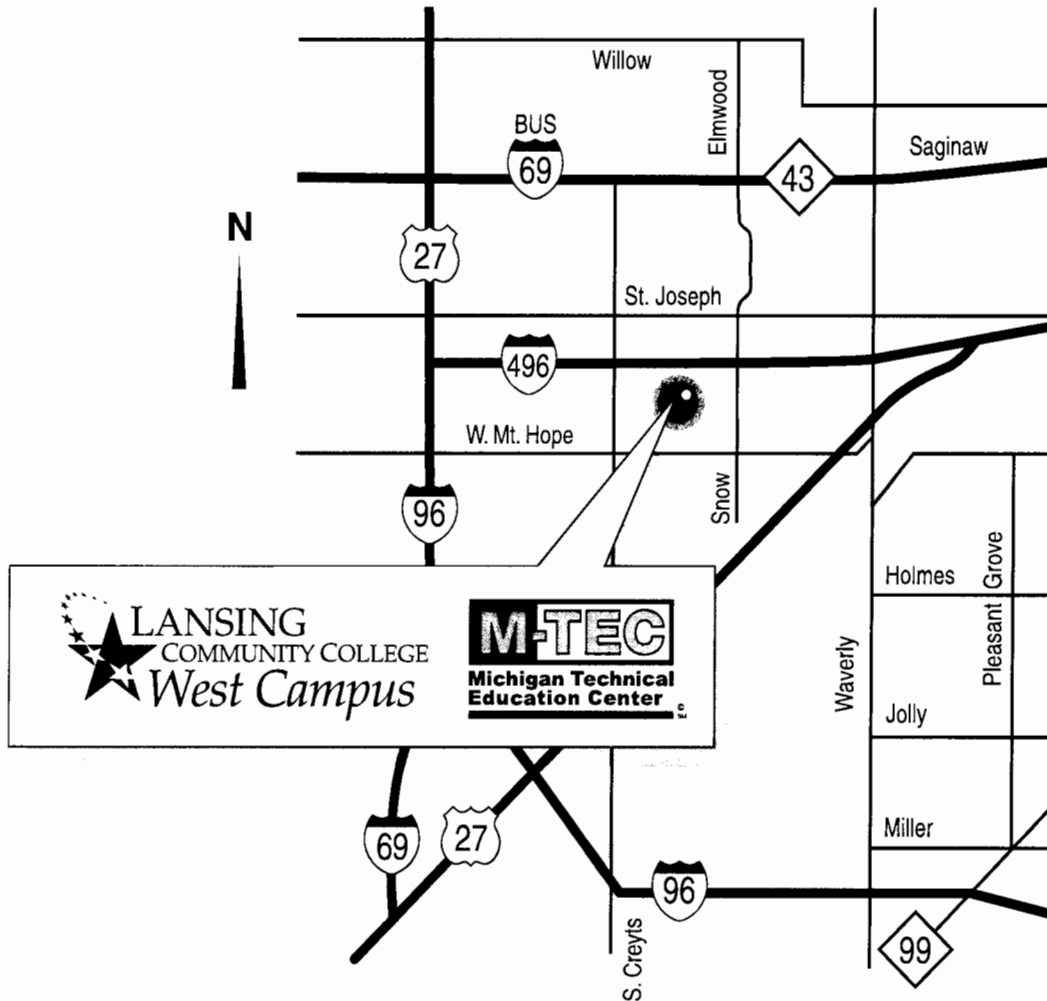 Willow
Elmwood
BUS
69
43
Saginaw
N
27
St. Joseph
496
W. Mt. Hope
Snow
96
Holmes
Pleasant Grove
LANSING
COMMUNITY COLLEGE
West Campus
M-TEC
Michigan Technical
Education Center
©
SM
Waverly
Jolly
69
27
Miller
96
S. Creyts
99